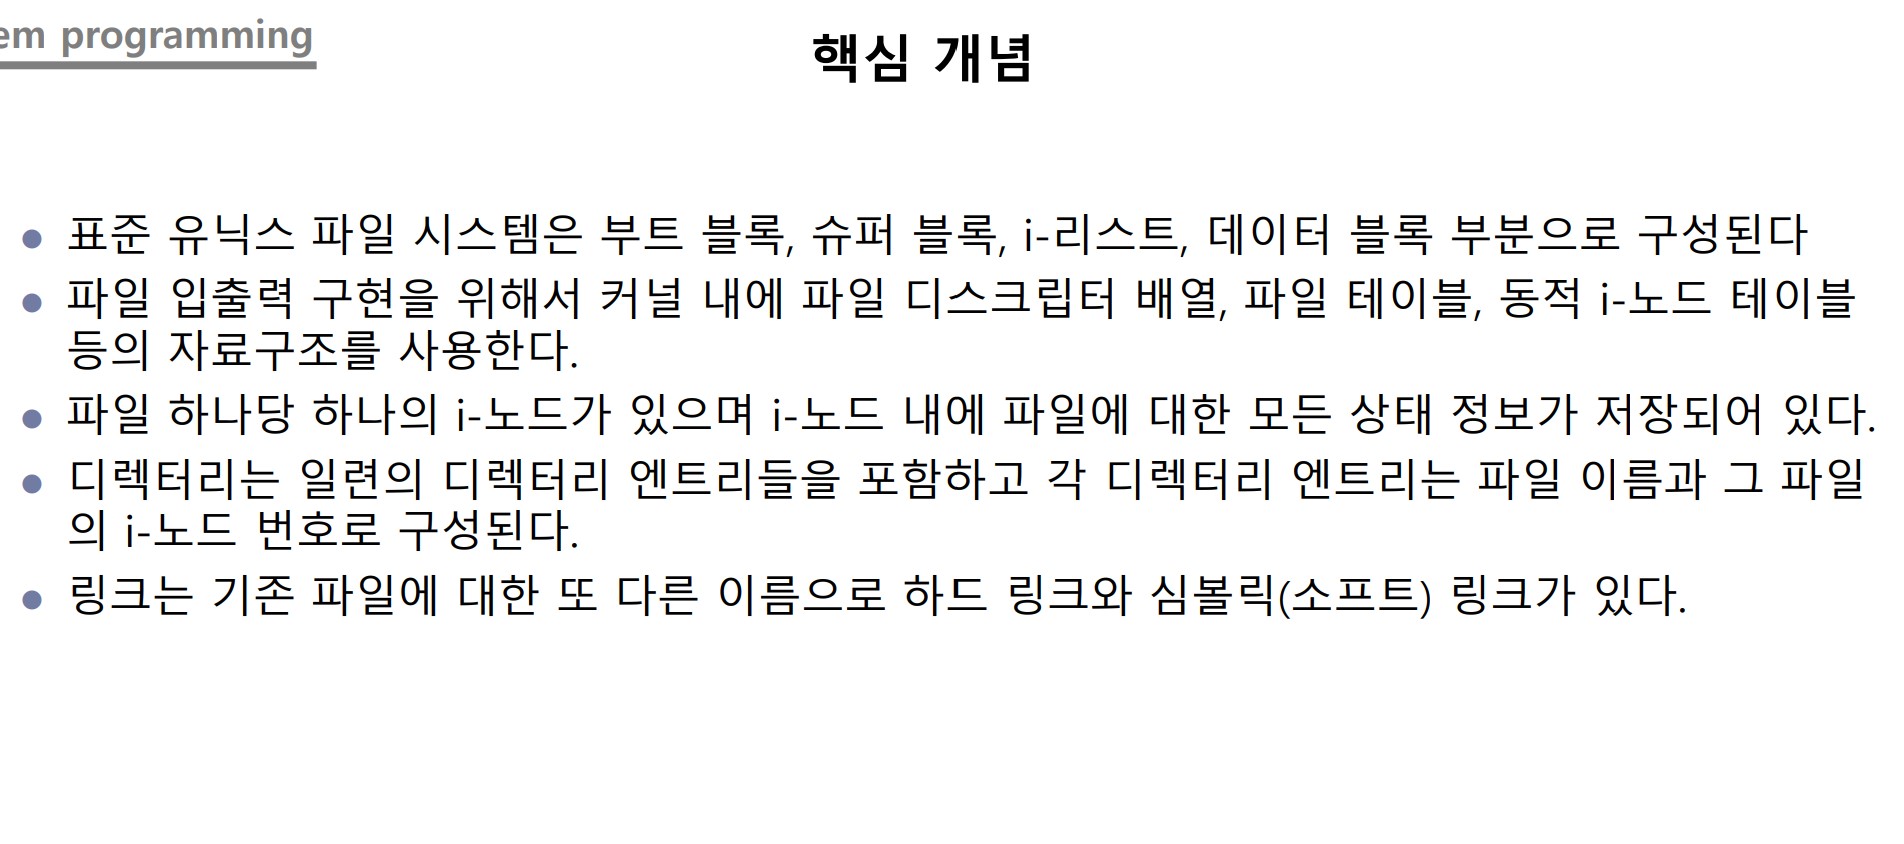 em programming
핵심 개념
● 표준 유닉스 파일 시스템은 부트 블록, 슈퍼 블록, i-리스트, 데이터 블록 부분으로 구성된다
● 파일 입출력 구현을 위해서 커널 내에 파일 디스크립터 배열, 파일 테이블, 동적 i-노드 테이블
등의 자료구조를 사용한다.
● 파일 하나당 하나의 i-노드가 있으며 i-노드 내에 파일에 대한 모든 상태 정보가 저장되어 있다.
● 디렉터리는 일련의 디렉터리 엔트리들을 포함하고 각 디렉터리 엔트리는 파일 이름과 그 파일
의 i-노드 번호로 구성된다.
● 링크는 기존 파일에 대한 또 다른 이름으로 하드 링크와 심볼릭(소프트) 링크가 있다.